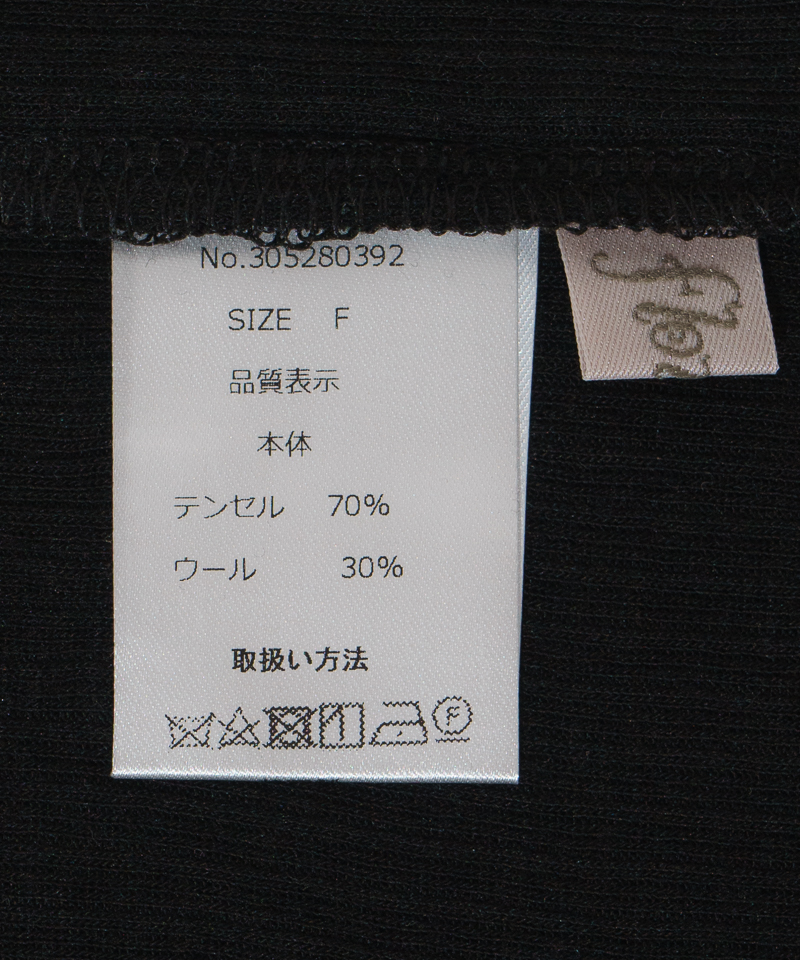 No.305280392
SIZE F
品質表示
本体
テンセル 70%
ウール 30%
取扱い方法
F